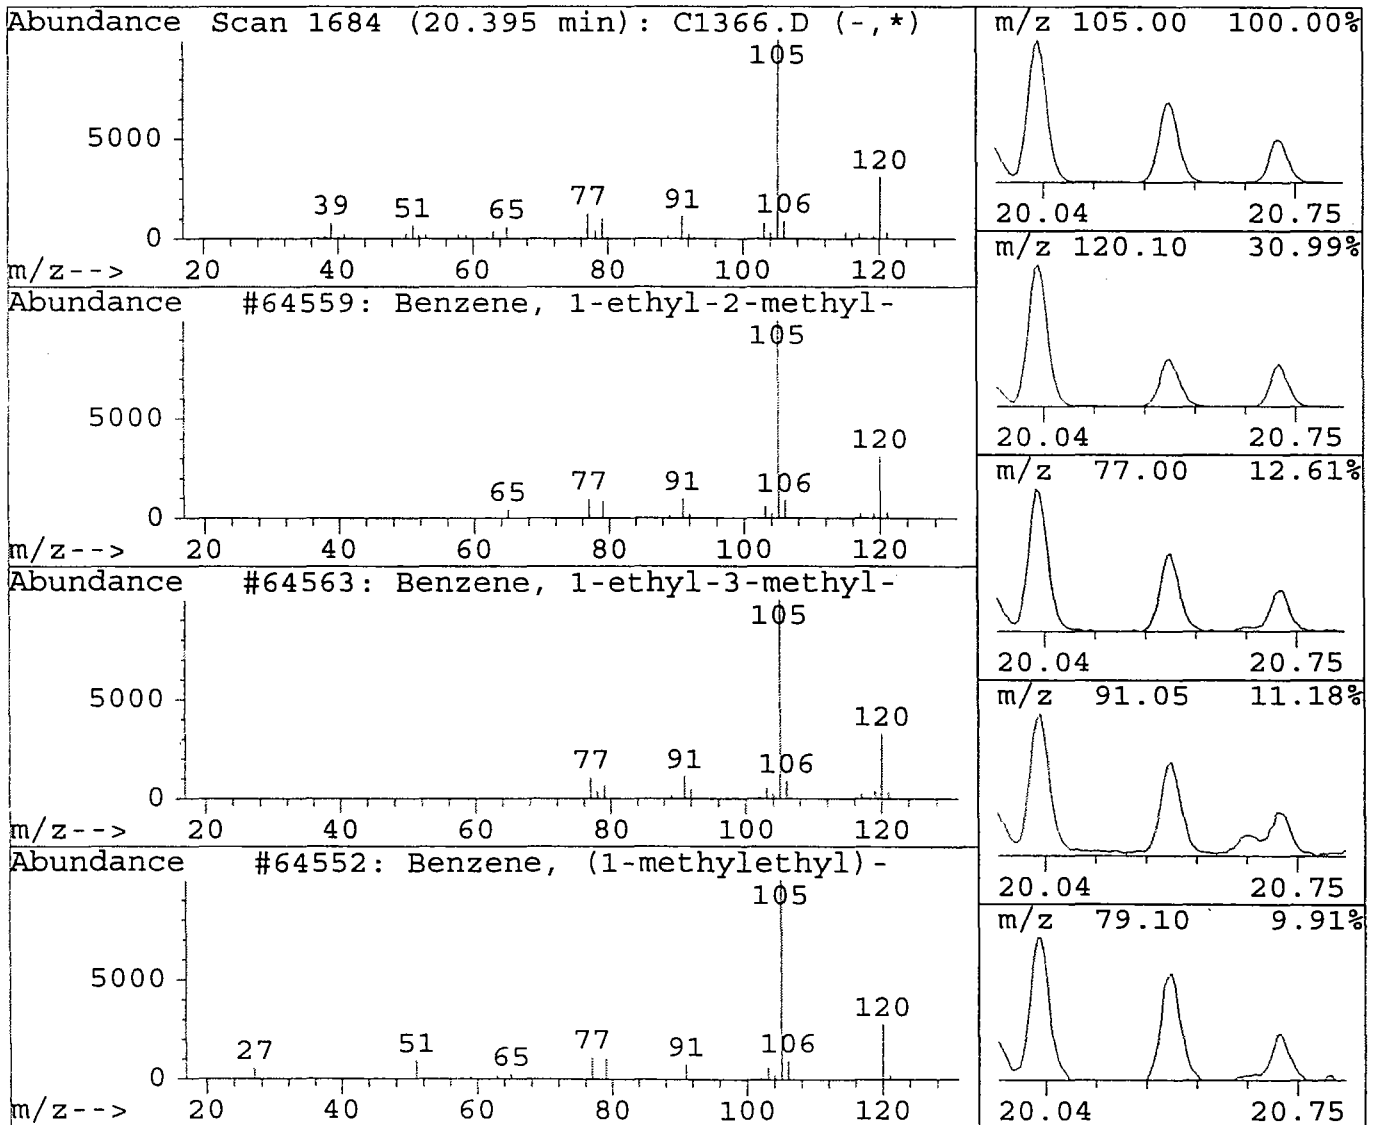 Abundance Scan 1684 (20.395 min): C1366.D (-,*)
105
5000
120
39 51 65 77 91 106
0
m/z--> 20 40 60 80 100 120
Abundance #64559: Benzene, 1-ethyl-2-methyl-
105
5000
120
65 77 91 106
0
m/z--> 20 40 60 80 100 120
Abundance #64563: Benzene, 1-ethyl-3-methyl-
105
5000
120
77 91 106
0
m/z--> 20 40 60 80 100 120
Abundance #64552: Benzene, (1-methylethyl)-
105
5000
120
27 51 65 77 91 106
0
m/z--> 20 40 60 80 100 120
m/z 105.00 100.00%
20.04 20.75
m/z 120.10 30.99%
20.04 20.75
m/z 77.00 12.61%
20.04 20.75
m/z 91.05 11.18%
20.04 20.75
m/z 79.10 9.91%
20.04 20.75